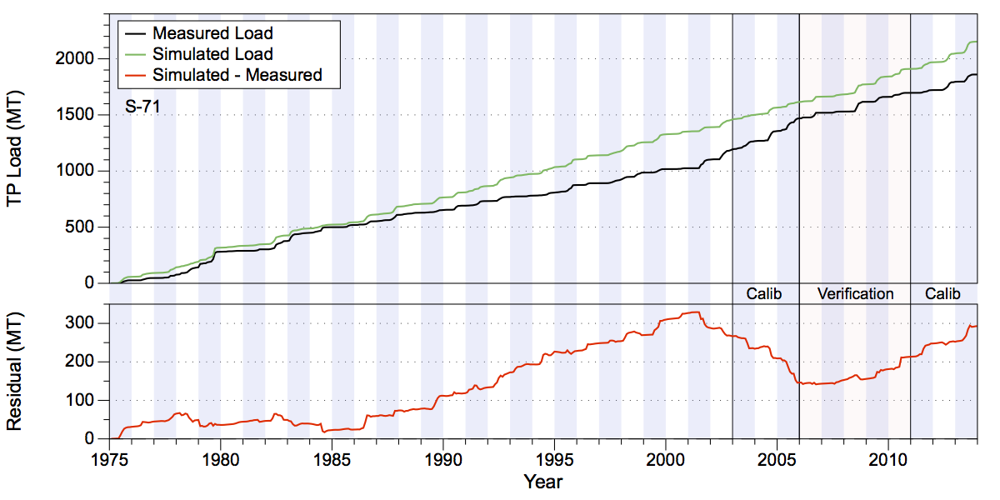 Measured Load
Simulated Load
Simulated - Measured
S-71
TP Load (MT)
2000
1500
1000
500
0
Calib
Verification
Calib
Residual (MT)
300
200
100
0
1975
1980
1985
1990
1995
2000
2005
2010
Year